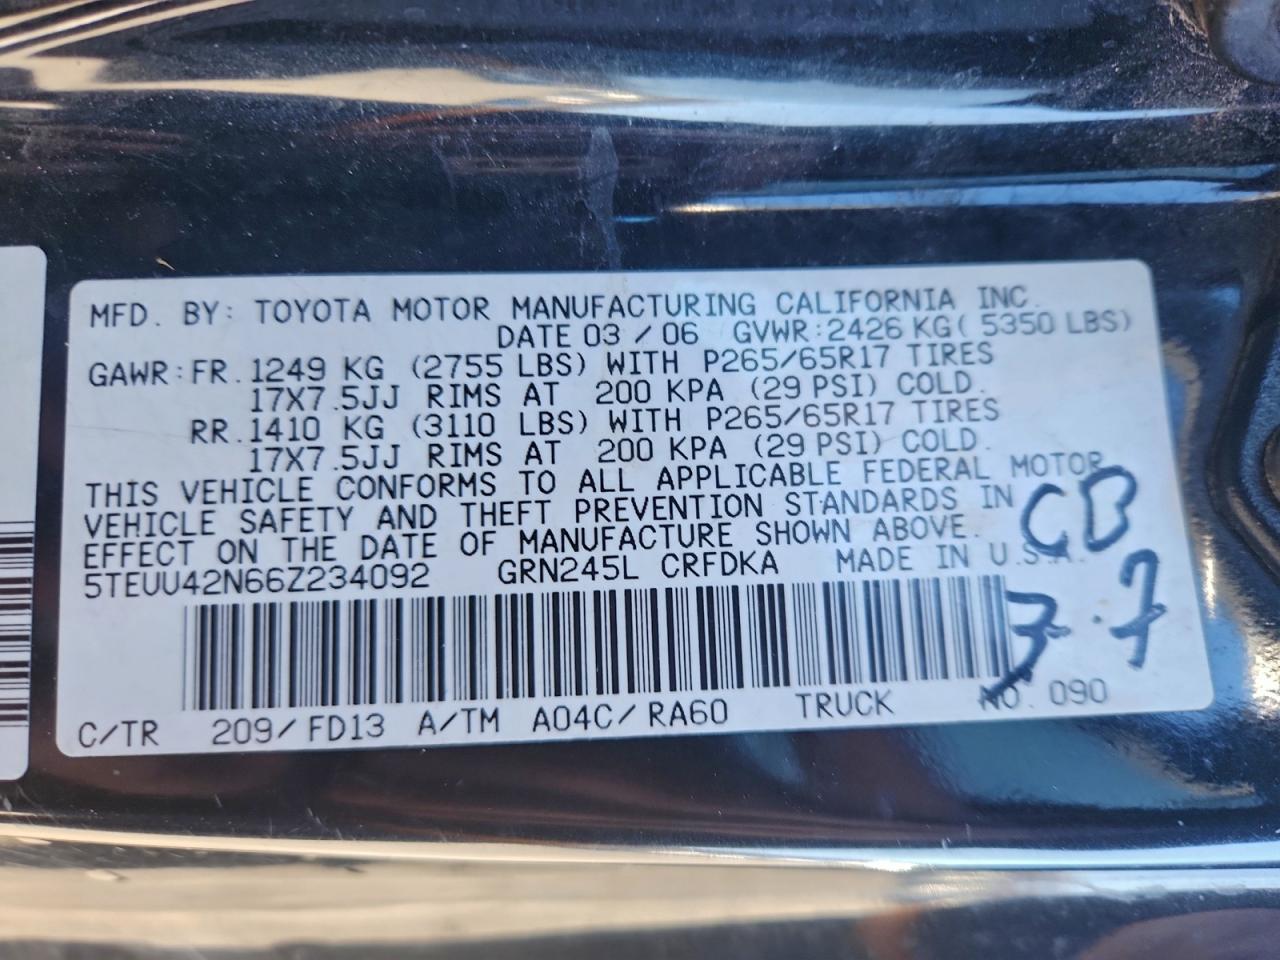 MFD. BY: TOYOTA MOTOR MANUFACTURING CALIFORNIA INC.
DATE 03 / 06 GVWR:2426 KG( 5350 LBS)
GAWR: FR. 1249 KG (2755 LBS) WITH P265/65R17 TIRES
17X7.5JJ RIMS AT 200 KPA (29 PSI) COLD.
RR. 1410 KG (3110 LBS) WITH P265/65R17 TIRES
17X7.5JJ RIMS AT 200 KPA (29 PSI) COLD.
THIS VEHICLE CONFORMS TO ALL APPLICABLE FEDERAL MOTOR
VEHICLE SAFETY AND THEFT PREVENTION STANDARDS IN
EFFECT ON THE DATE OF MANUFACTURE SHOWN ABOVE.
CB
5TEUU42N66Z234092 GRN245L CRFDKA MADE IN U.S.A.
3.7
C/TR 209/FD13 A/TM A04C/RA60 TRUCK NO. 090